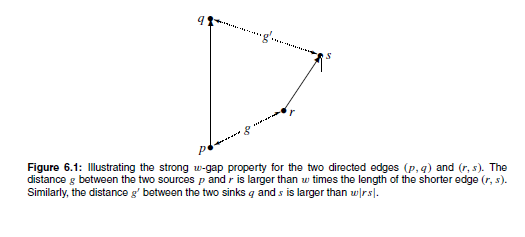 q
g′
s
r
g
p
Figure 6.1: Illustrating the strong w-gap property for the two directed edges (p, q) and (r, s). The
distance g between the two sources p and r is larger than w times the length of the shorter edge (r, s).
Similarly, the distance g′ between the two sinks q and s is larger than w|rs|.